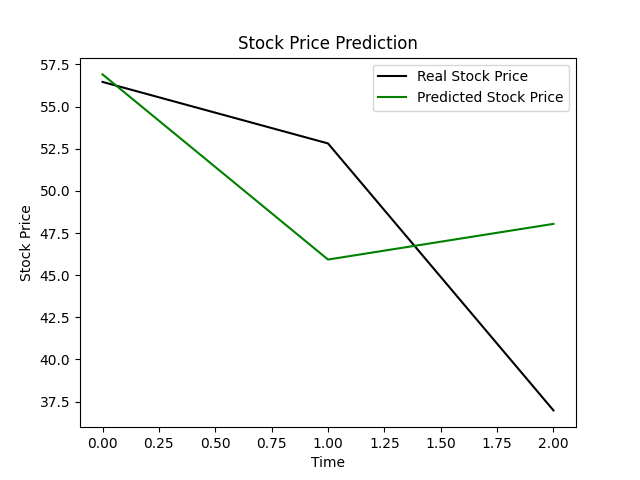 Stock Price Prediction
Real Stock Price
Predicted Stock Price
Stock Price
57.5
55.0
52.5
50.0
47.5
45.0
42.5
40.0
37.5
0.00 0.25 0.50 0.75 1.00 1.25 1.50 1.75 2.00
Time